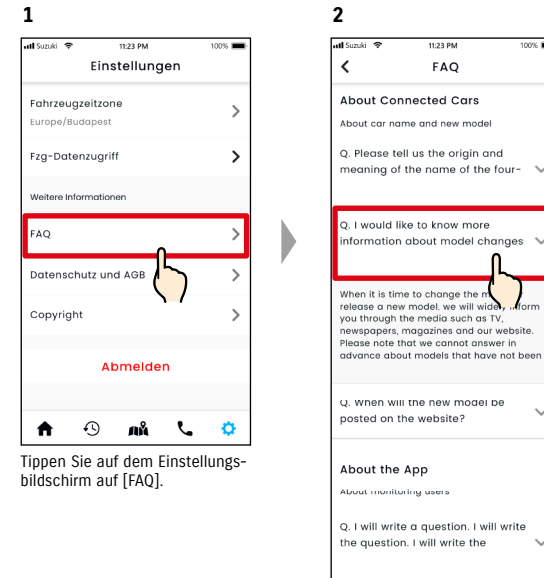 1
Suzuki 11:23 PM 100%
Einstellungen
Fahrzeugzeitzone
Europe/Budapest
Fzg-Datenzugriff
Weitere Informationen
FAQ
Datenschutz und AGB
Copyright
Abmelden
Tippen Sie auf dem Einstellungs-
bildschirm auf [FAQ].
2
Suzuki 11:23 PM 100%
FAQ
About Connected Cars
About car name and new model
Q. Please tell us the origin and
meaning of the name of the four-
Q. I would like to know more
information about model changes
When it is time to change the
release a new model, we will widely inform
you through the media such as TV,
newspapers, magazines and our website.
Please note that we cannot answer in
advance about models that have not been
Q. When will the new model be
posted on the website?
About the App
About monitoring users
Q. I will write a question. I will write
the question. I will write the